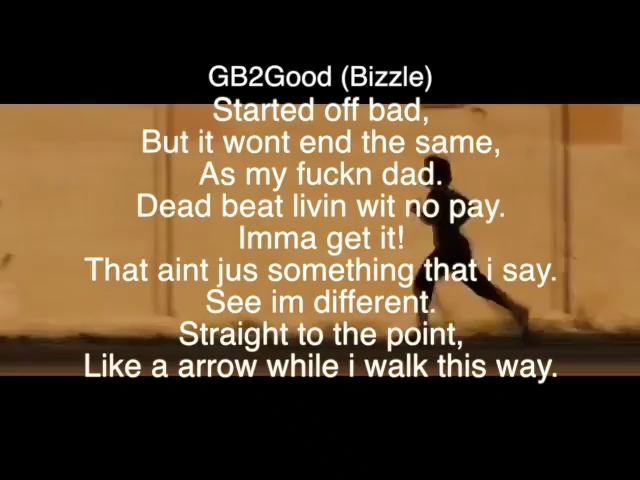 GB2Good (Bizzle)
Started off bad,
But it wont end the same,
As my fuckn dad.
Dead beat livin wit no pay.
Imma get it!
That aint jus something that i say.
See im different.
Straight to the point,
Like a arrow while i walk this way.